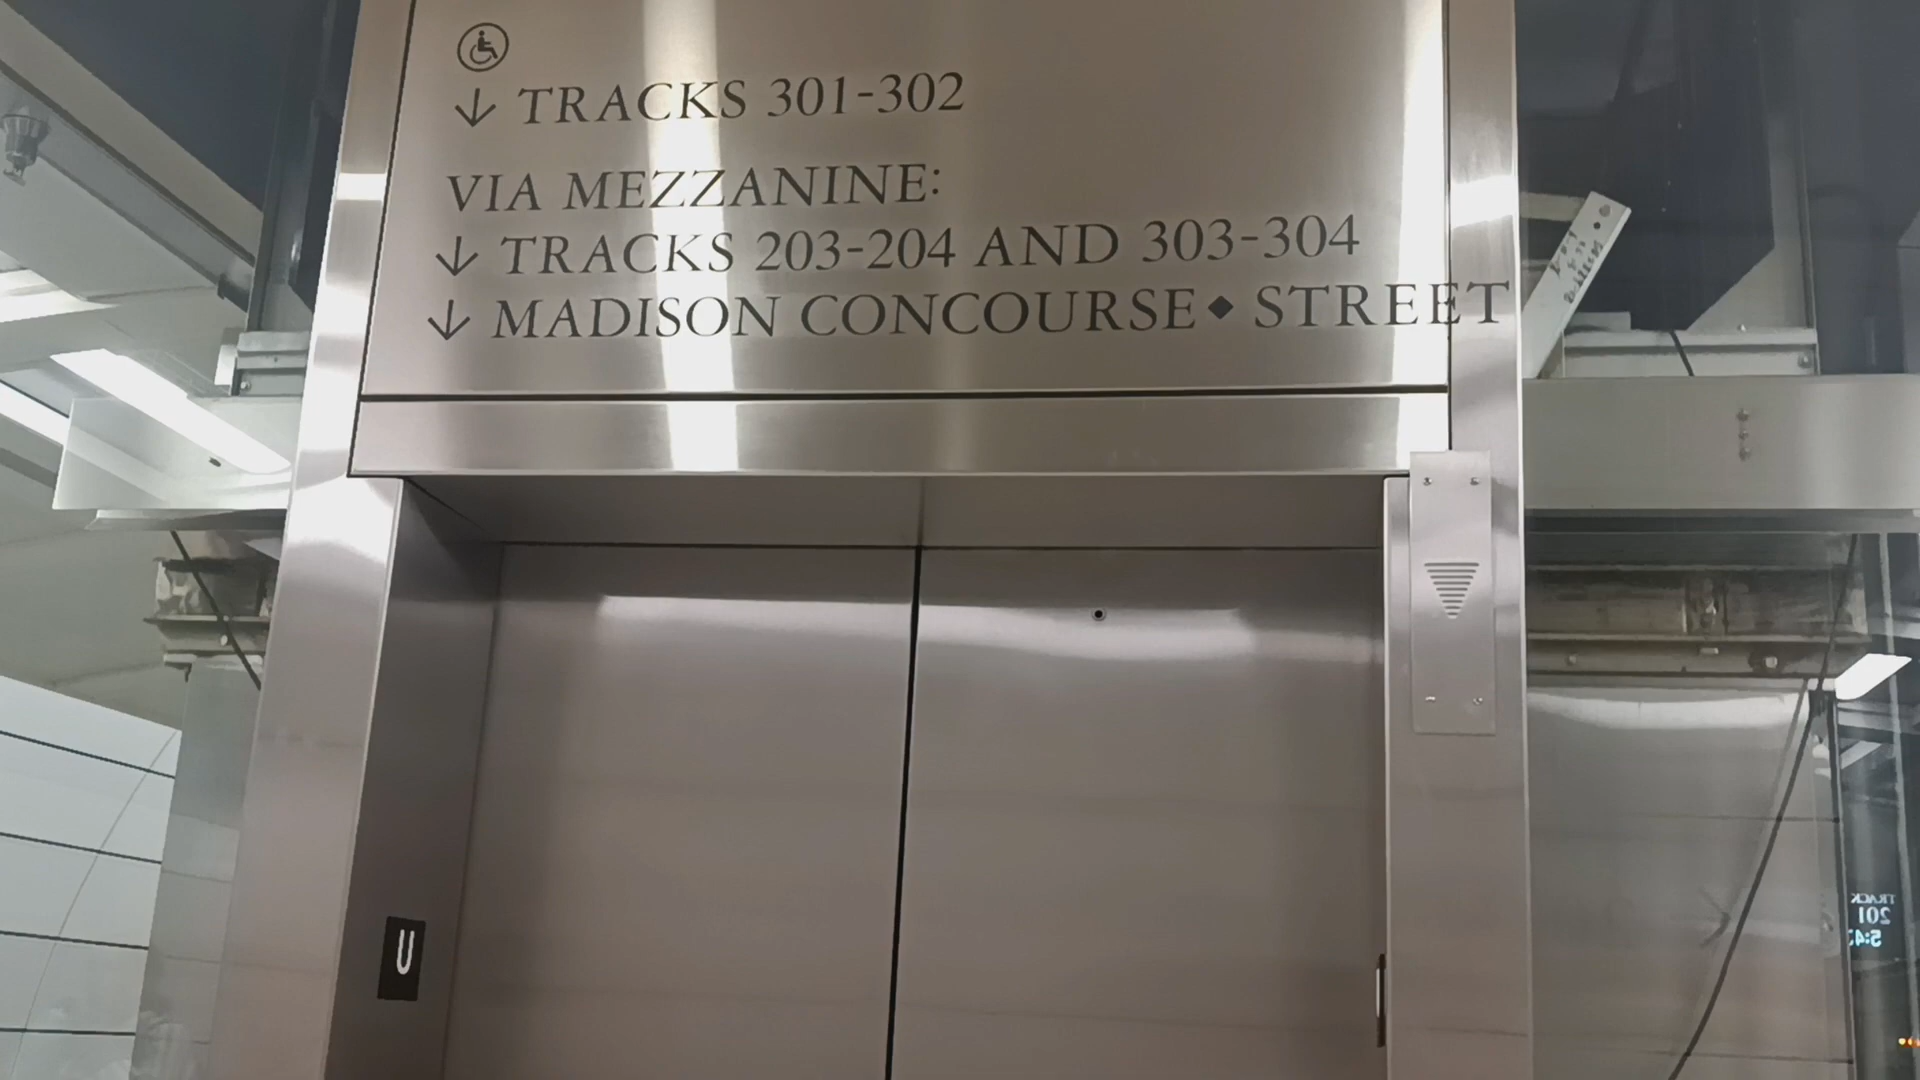 ↓ TRACKS 301-302
VIA MEZZANINE:
↓ TRACKS 203-204 AND 303-304
↓ MADISON CONCOURSE◆STREET
U
TRACK
201